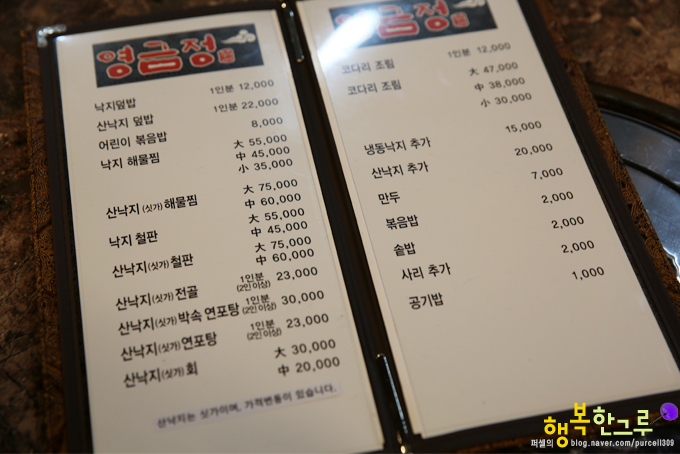 영금정
낙지덮밥 1인분 12,000
산낙지 덮밥 1인분 22,000
어린이 볶음밥 8,000
낙지 해물찜 大 55,000
中 45,000
小 35,000
산낙지(싯가)해물찜 大 75,000
中 60,000
낙지 철판 大 55,000
中 45,000
산낙지(싯가)철판 大 75,000
中 60,000
산낙지(싯가)전골 1인분(2인이상) 23,000
산낙지(싯가)박속 연포탕 1인분(2인이상) 30,000
산낙지(싯가)연포탕 1인분(2인이상) 23,000
산낙지(싯가)회 大 30,000
中 20,000
산낙지는 싯가이며, 가격변동이 있습니다.
영금정
코다리 조림 1인분 12,000
코다리 조림 大 47,000
中 38,000
小 30,000
냉동낙지 추가 15,000
산낙지 추가 20,000
만두 7,000
볶음밥 2,000
솥밥 2,000
사리 추가 2,000
공기밥 1,000
행복한그루
퍼셀의 blog.naver.com/purcell309